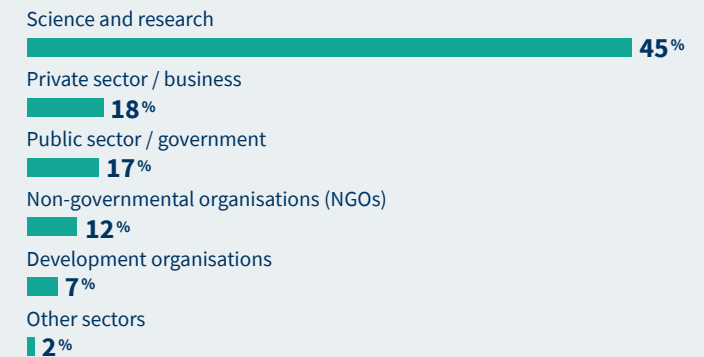 Science and research
45%
Private sector / business
18%
Public sector / government
17%
Non-governmental organisations (NGOs)
12%
Development organisations
7%
Other sectors
2%